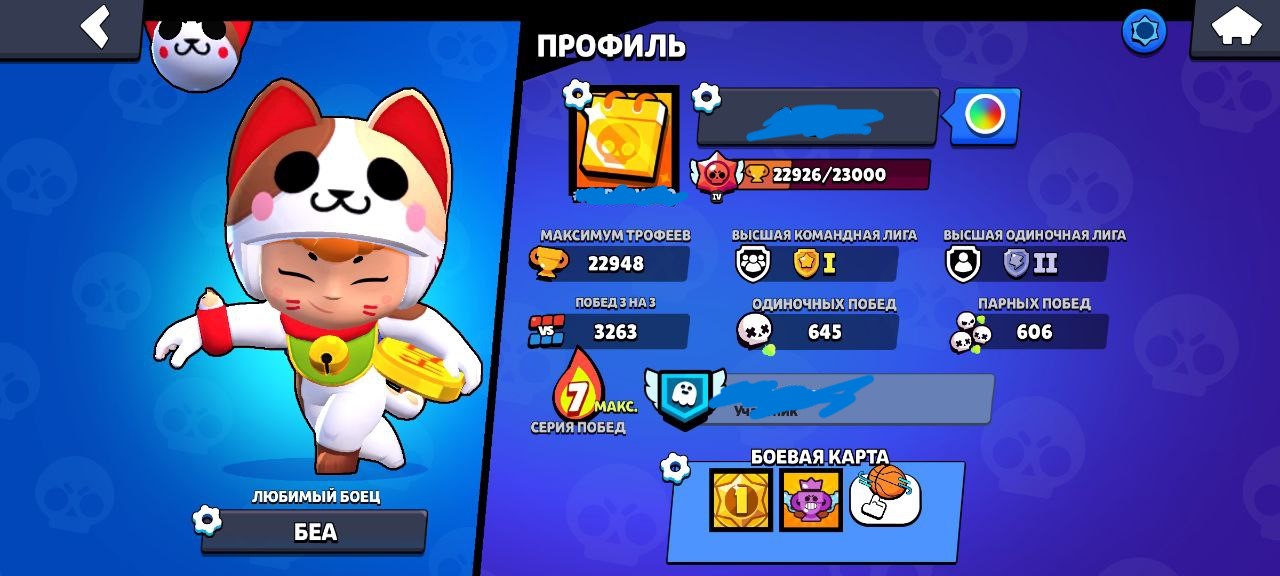 ПРОФИЛЬ
22926/23000
IV
МАКСИМУМ ТРОФЕЕВ
ВЫСШАЯ КОМАНДНАЯ ЛИГА
ВЫСШАЯ ОДИНОЧНАЯ ЛИГА
22948
I
II
ПОБЕД 3 НА 3
ОДИНОЧНЫХ ПОБЕД
ПАРНЫХ ПОБЕД
VS
3263
645
606
7
МАКС.
СЕРИЯ ПОБЕД
БОЕВАЯ КАРТА
1
ЛЮБИМЫЙ БОЕЦ
БЕА